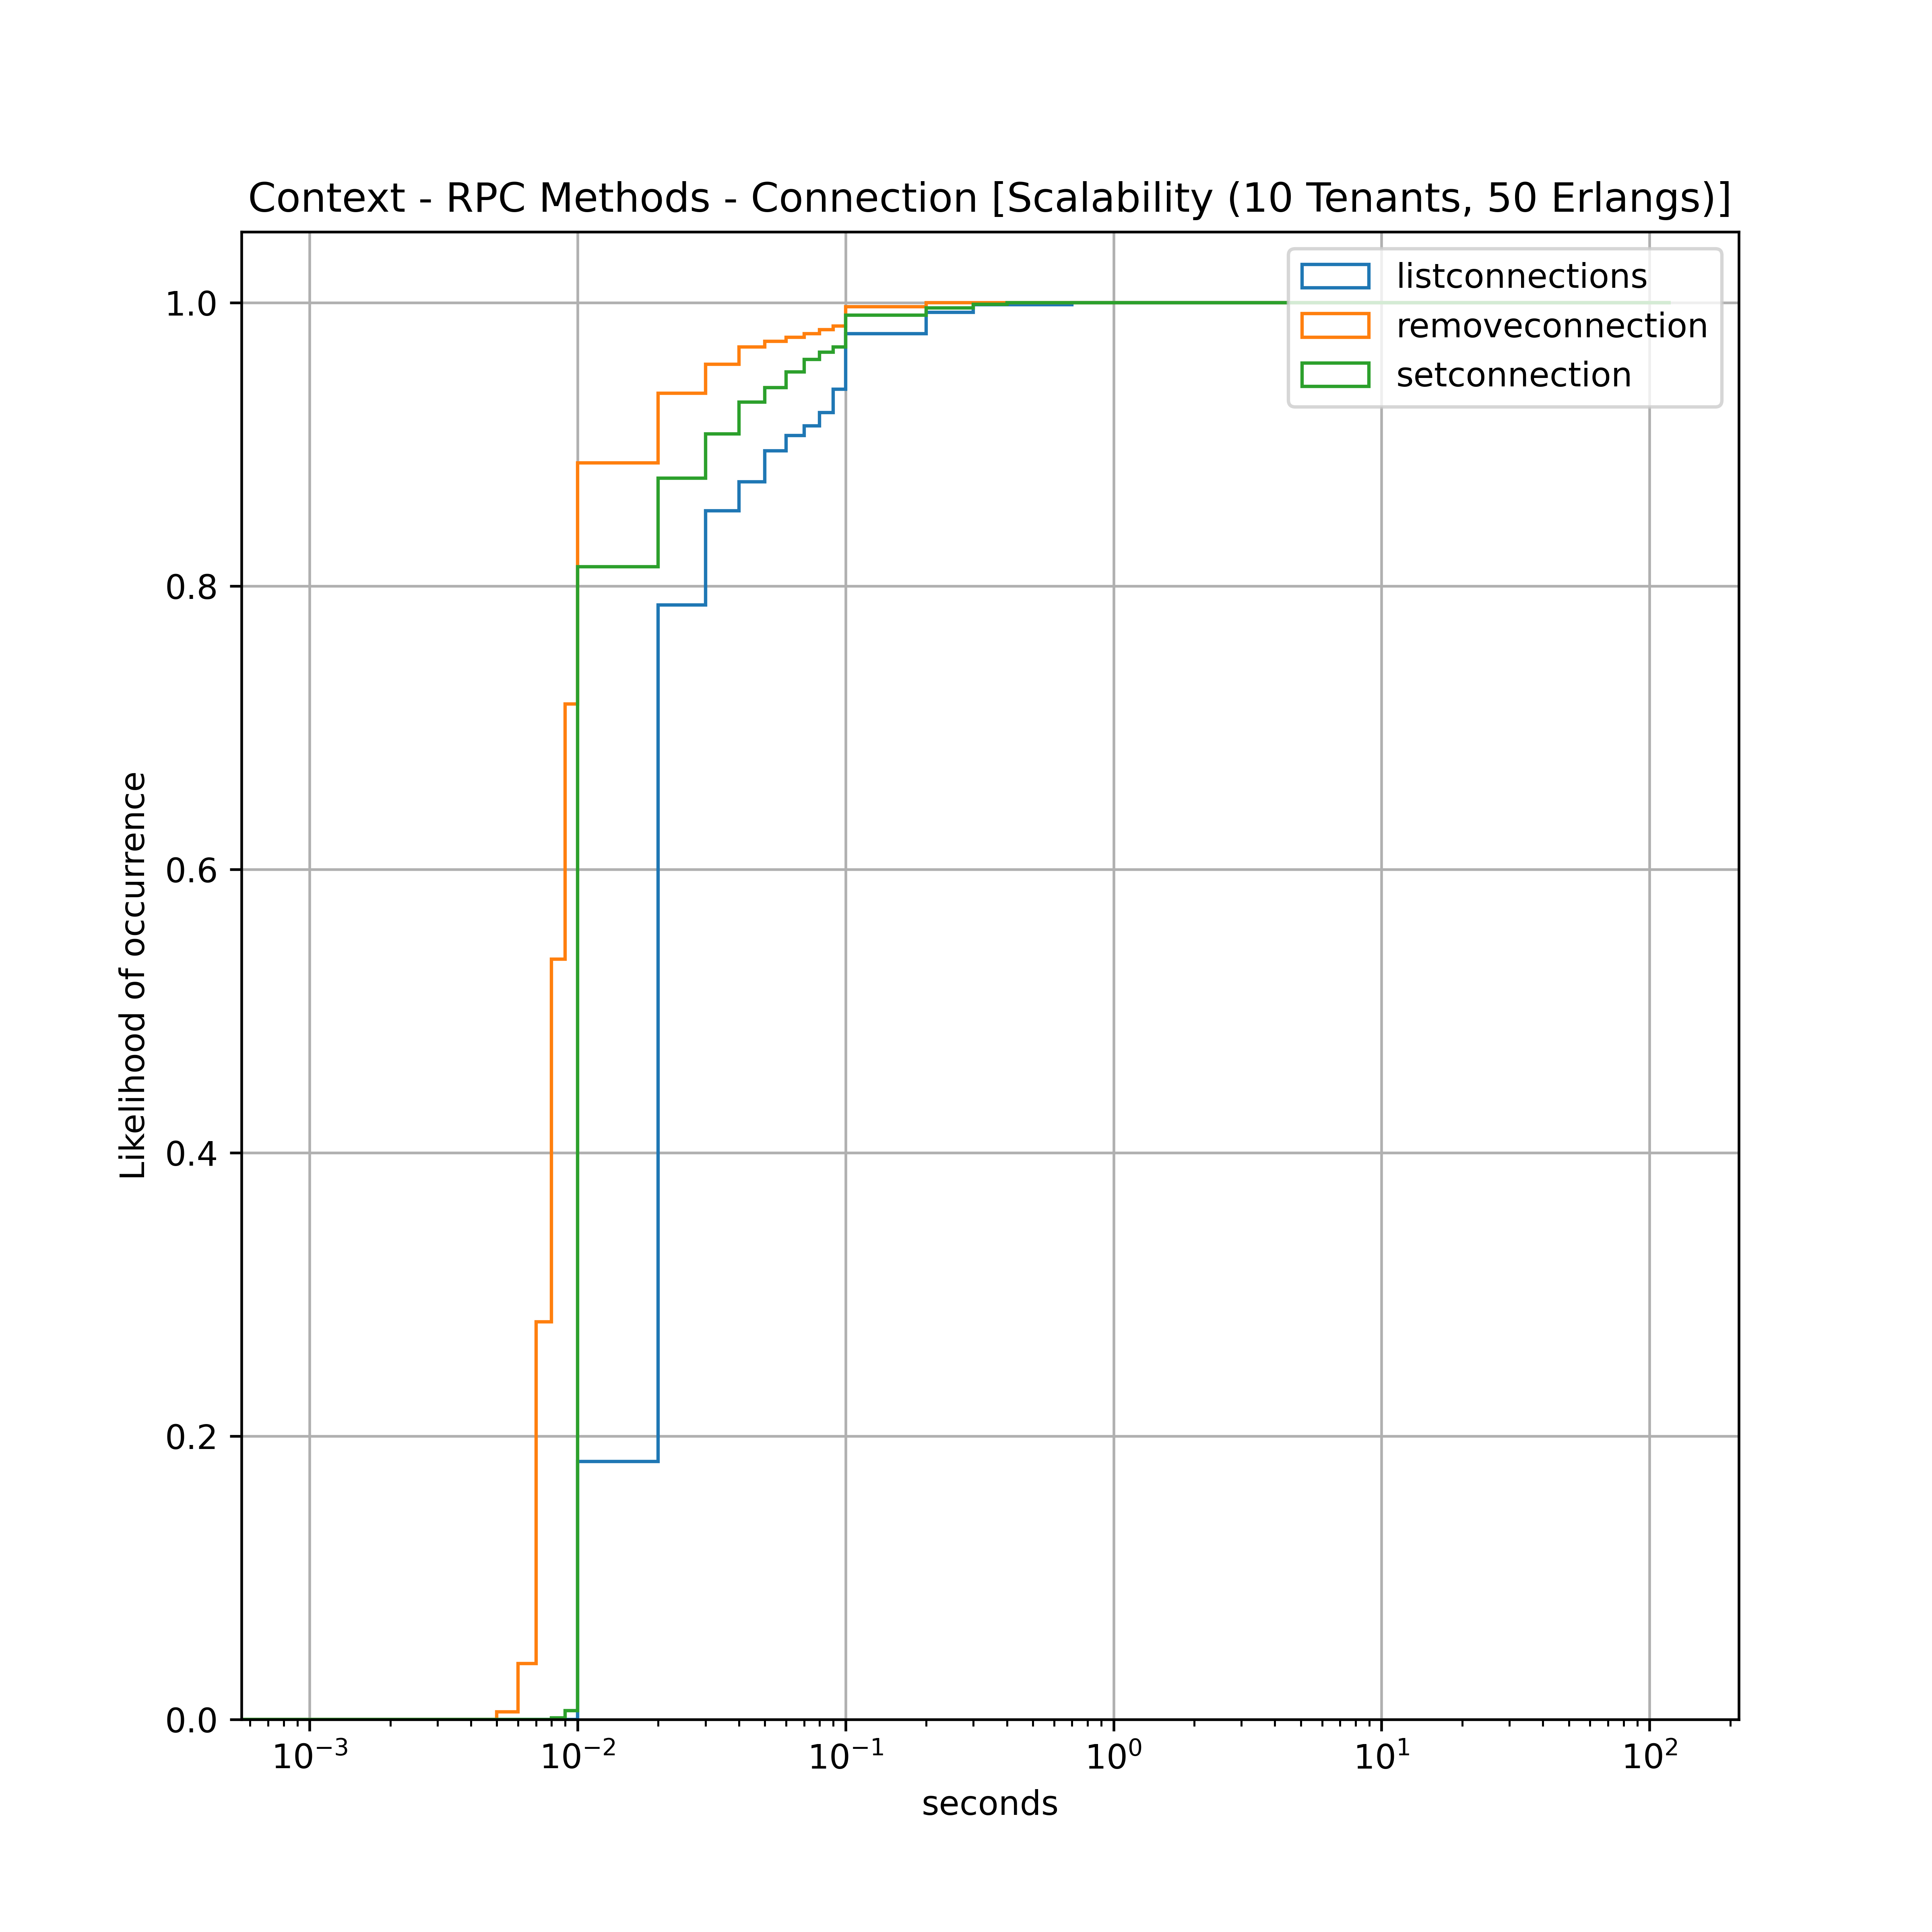 Context - RPC Methods - Connection [Scalability (10 Tenants, 50 Erlangs)]
listconnections
removeconnection
setconnection
1.0
0.8
0.6
0.4
0.2
0.0
Likelihood of occurrence
10⁻³ 10⁻² 10⁻¹ 10⁰ 10¹ 10²
seconds